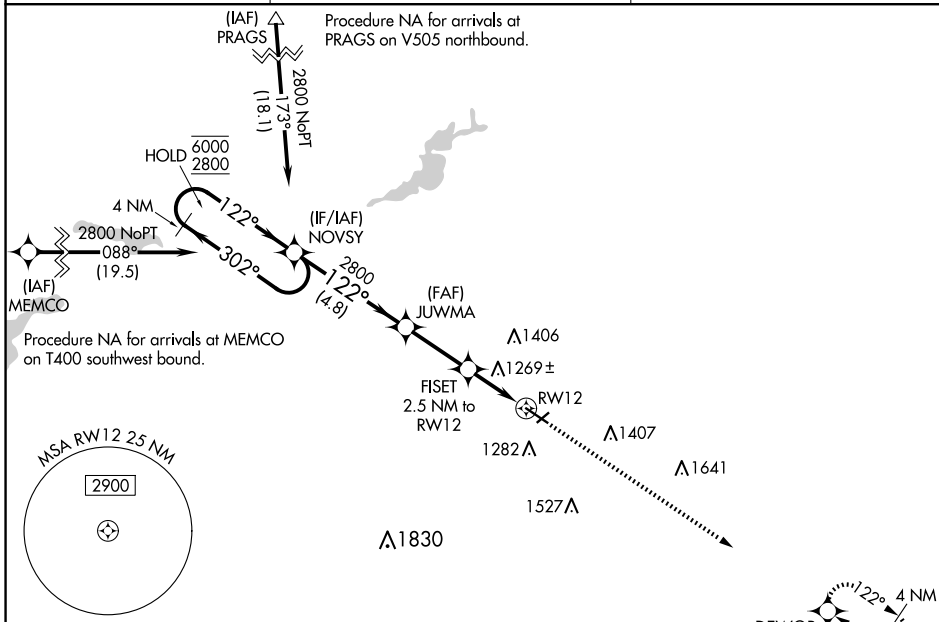 (IAF)
PRAGS
Procedure NA for arrivals at
PRAGS on V505 northbound.
2800 NoPT
173°
(18.1)
HOLD
6000
2800
4 NM
122°
302°
(IF/IAF)
NOVSY
2800 NoPT
088°
(19.5)
(IAF)
MEMCO
2800
122°
(4.8)
(FAF)
JUWMA
Procedure NA for arrivals at MEMCO
on T400 southwest bound.
1406
1269±
FISET
2.5 NM to
RW12
RW12
1282
1407
1641
1527
1830
MSA RW12 25 NM
2900
122°
4 NM